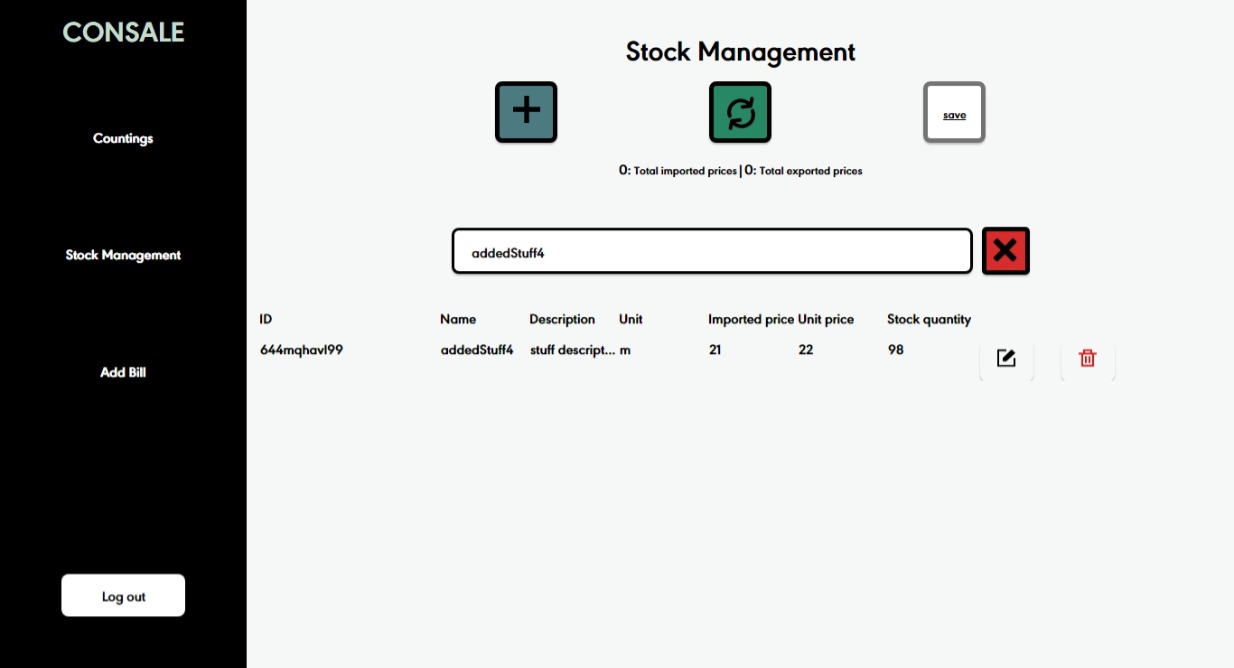 CONSALE
Countings
Stock Management
Add Bill
Log out
Stock Management
save
0: Total imported prices|0: Total exported prices
addedStuff4
ID Name Description Unit Imported price Unit price Stock quantity
644mqhavl99 addedStuff4 stuff descript... m 21 22 98